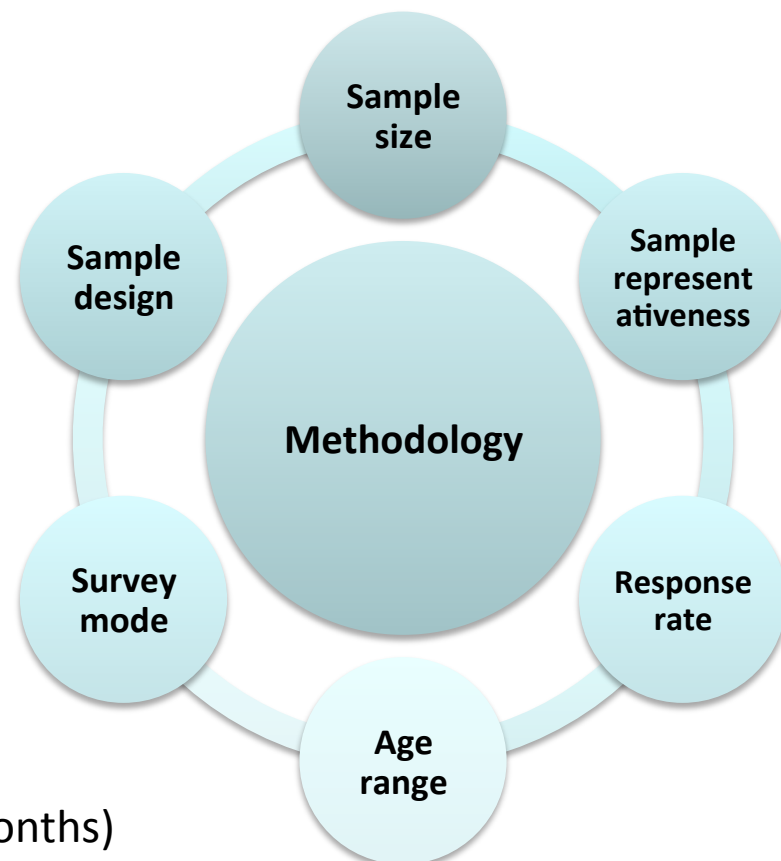 Sample
size
Sample
represent
ativeness
Response
rate
Age
range
Survey
mode
Sample
design
Methodology
onths)